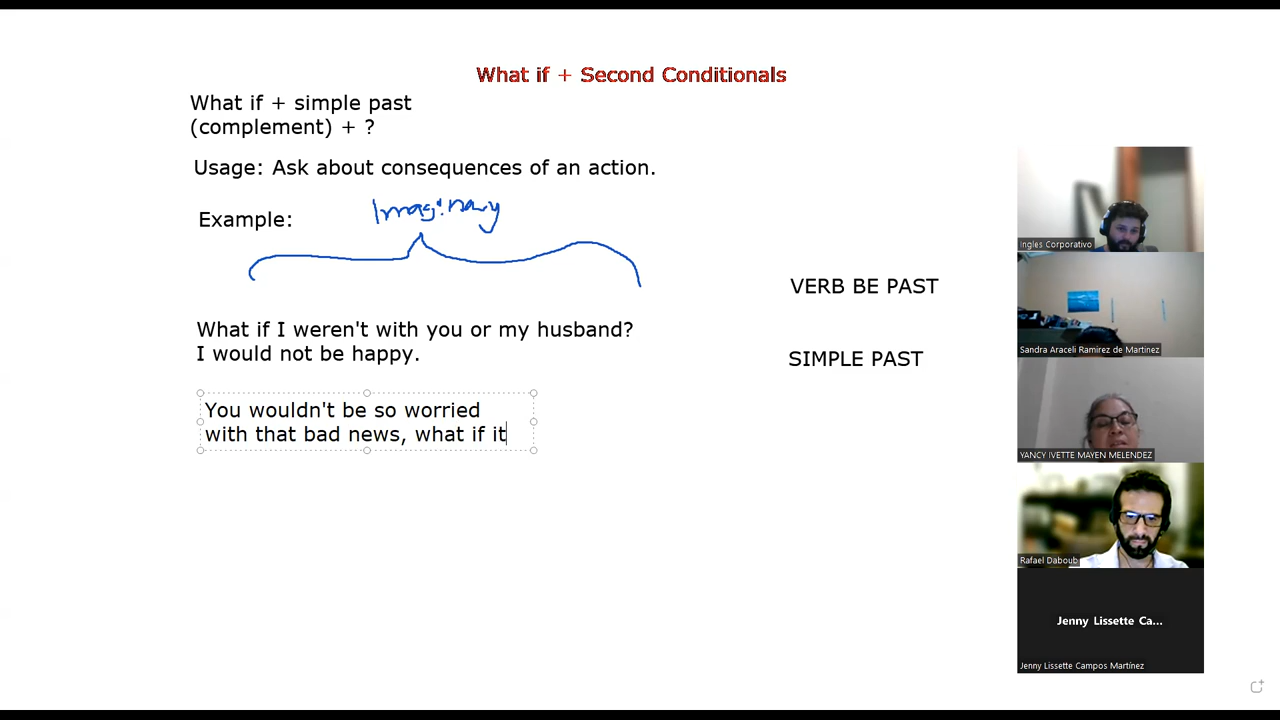 What if + Second Conditionals
What if + simple past
(complement) + ?
Usage: Ask about consequences of an action.
Example:
Imaginary
VERB BE PAST
What if I weren't with you or my husband?
I would not be happy.
SIMPLE PAST
You wouldn't be so worried
with that bad news, what if it
Ingles Corporativo
Sandra Araceli Ramirez de Martinez
YANCY IVETTE MAYEN MELENDEZ
Rafael Daboub
Jenny Lissette Ca...
Jenny Lissette Campos Martínez